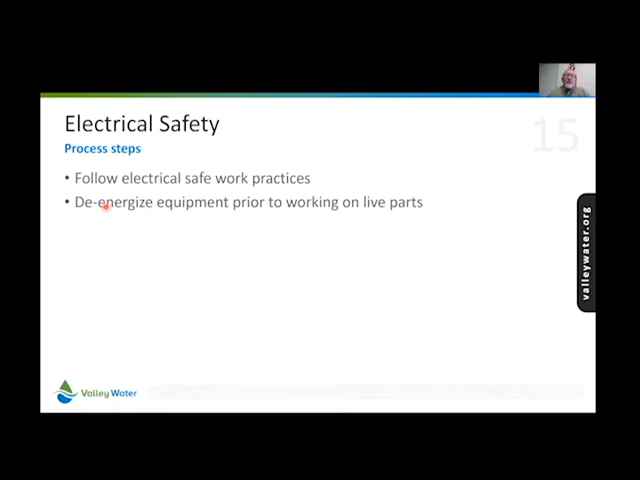 Electrical Safety
15
Process steps
• Follow electrical safe work practices
• De-energize equipment prior to working on live parts
valleywater.org
Valley Water